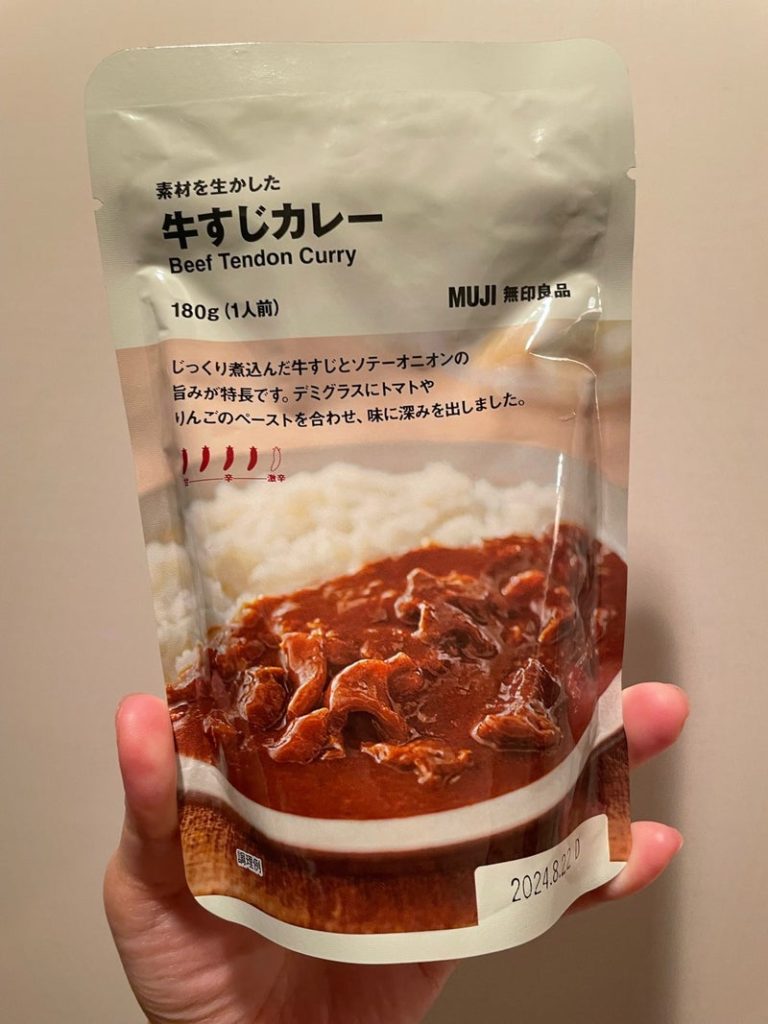 素材を生かした
牛すじカレー
Beef Tendon Curry
180g(1人前)
MUJI 無印良品
じっくり煮込んだ牛すじとソテーオニオンの
旨みが特長です。デミグラスにトマトや
りんごのペーストを合わせ、味に深みを出しました。
辛 激辛
調理例
2024.8.22 D